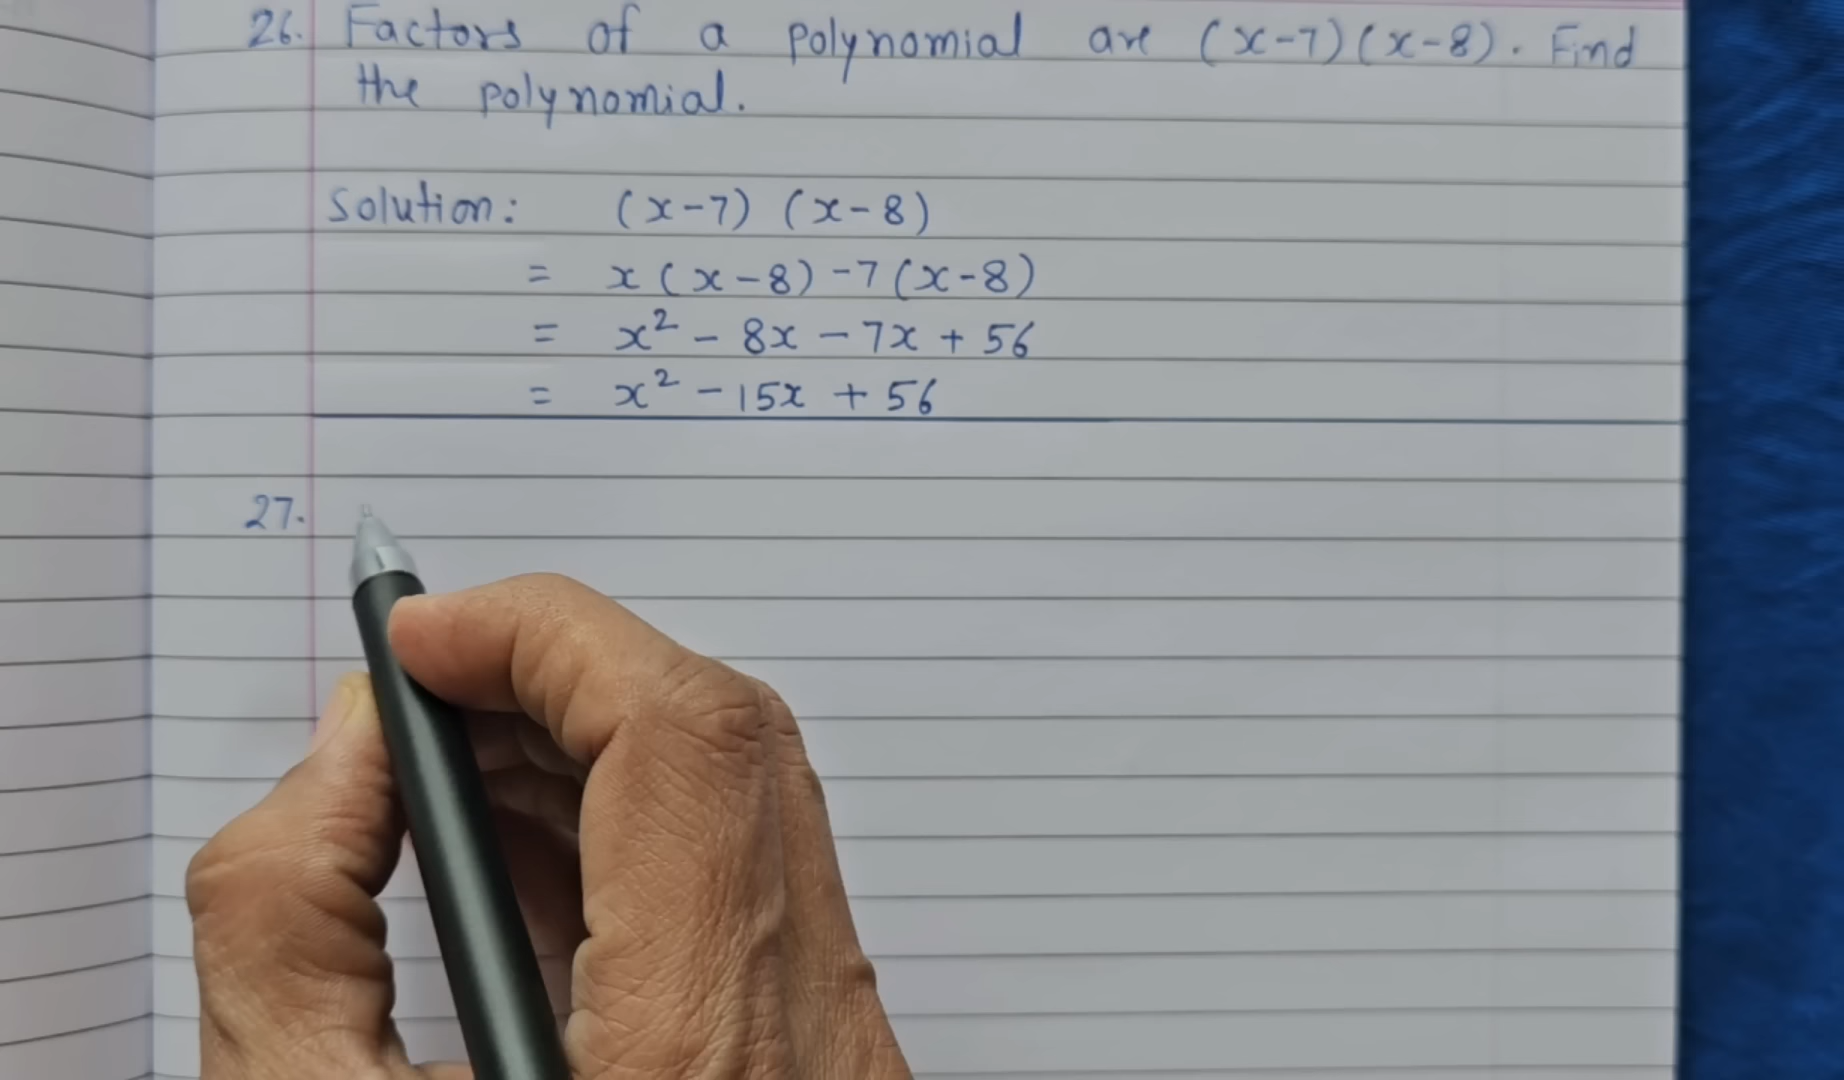 26. Factors of a polynomial are (x-7)(x-8). Find
the polynomial.
Solution: (x-7) (x-8)
= x(x-8)-7(x-8)
= x² - 8x - 7x + 56
= x² - 15x + 56
27.